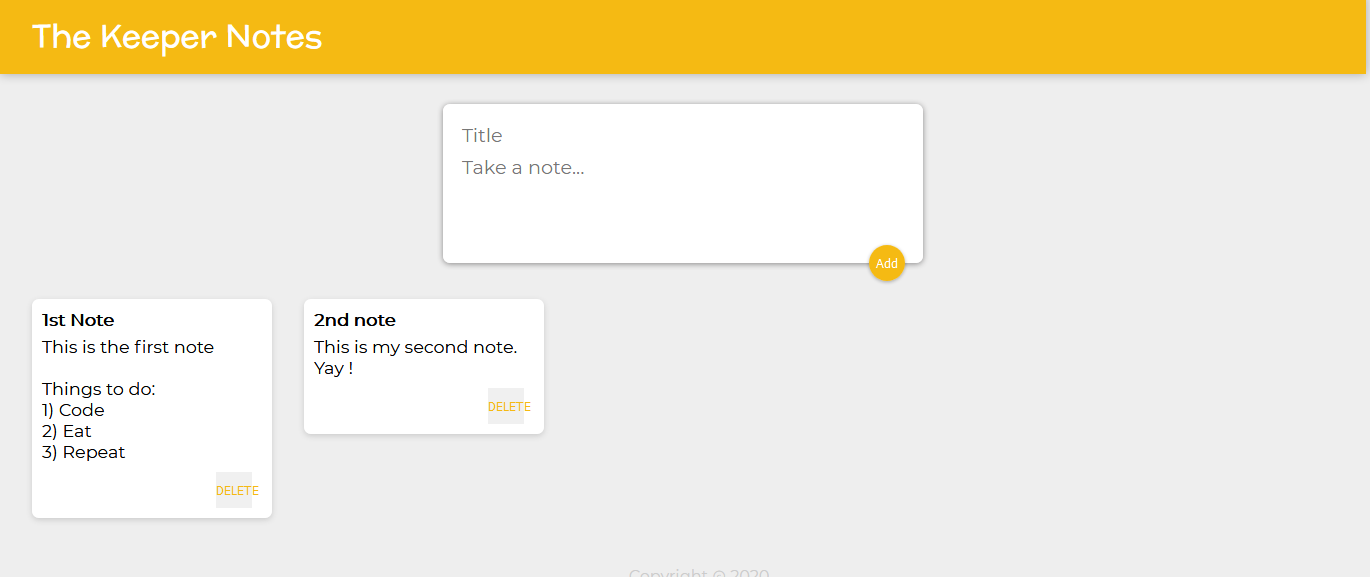 The Keeper Notes
Title
Take a note...
Add
1st Note
This is the first note
Things to do:
1) Code
2) Eat
3) Repeat
DELETE
2nd note
This is my second note.
Yay !
DELETE
Copyright © 2020